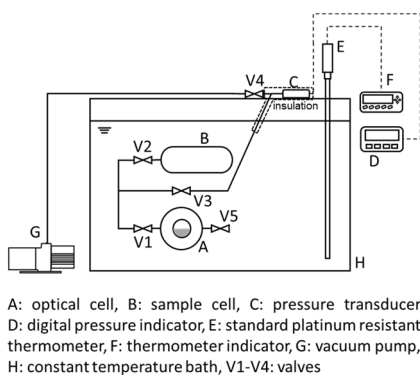 E
V4
C
F
insulation
B
V2
D
V3
G
V5
V1
A
H
A: optical cell, B: sample cell, C: pressure transducer
D: digital pressure indicator, E: standard platinum resistant
thermometer, F: thermometer indicator, G: vacuum pump,
H: constant temperature bath, V1-V4: valves